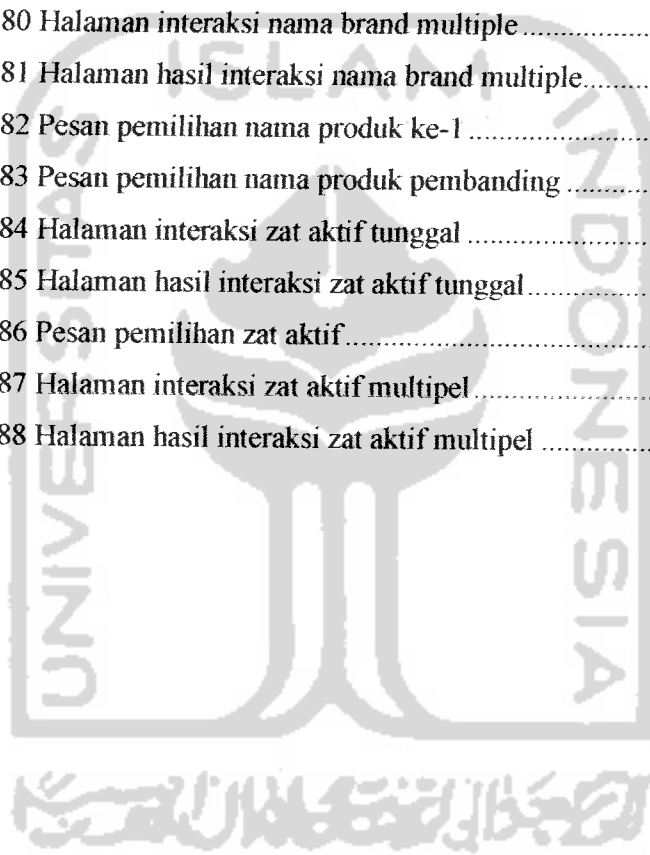 80 Halaman interaksi nama brand multiple....................
81 Halaman hasil interaksi nama brand multiple..........
82 Pesan pemilihan nama produk ke-1 ..........................
83 Pesan pemilihan nama produk pembanding ............
84 Halaman interaksi zat aktif tunggal ..........................
85 Halaman hasil interaksi zat aktif tunggal..................
86 Pesan pemilihan zat aktif............................................
87 Halaman interaksi zat aktif multipel.........................
88 Halaman hasil interaksi zat aktif multipel ................
ISLAM
UNIVERSITAS
INDONESIA